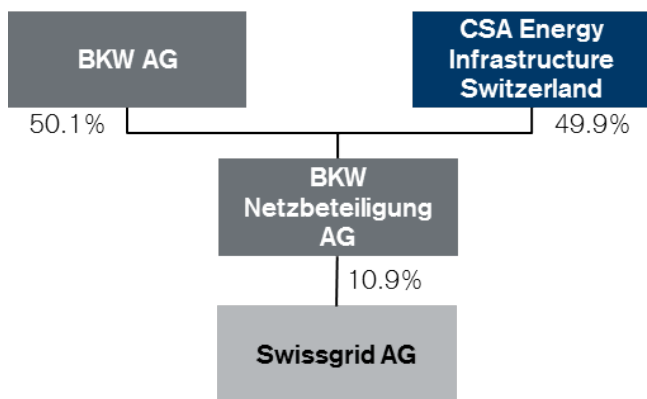 BKW AG
CSA Energy
Infrastructure
Switzerland
50.1%
49.9%
BKW
Netzbeteiligung
AG
10.9%
Swissgrid AG